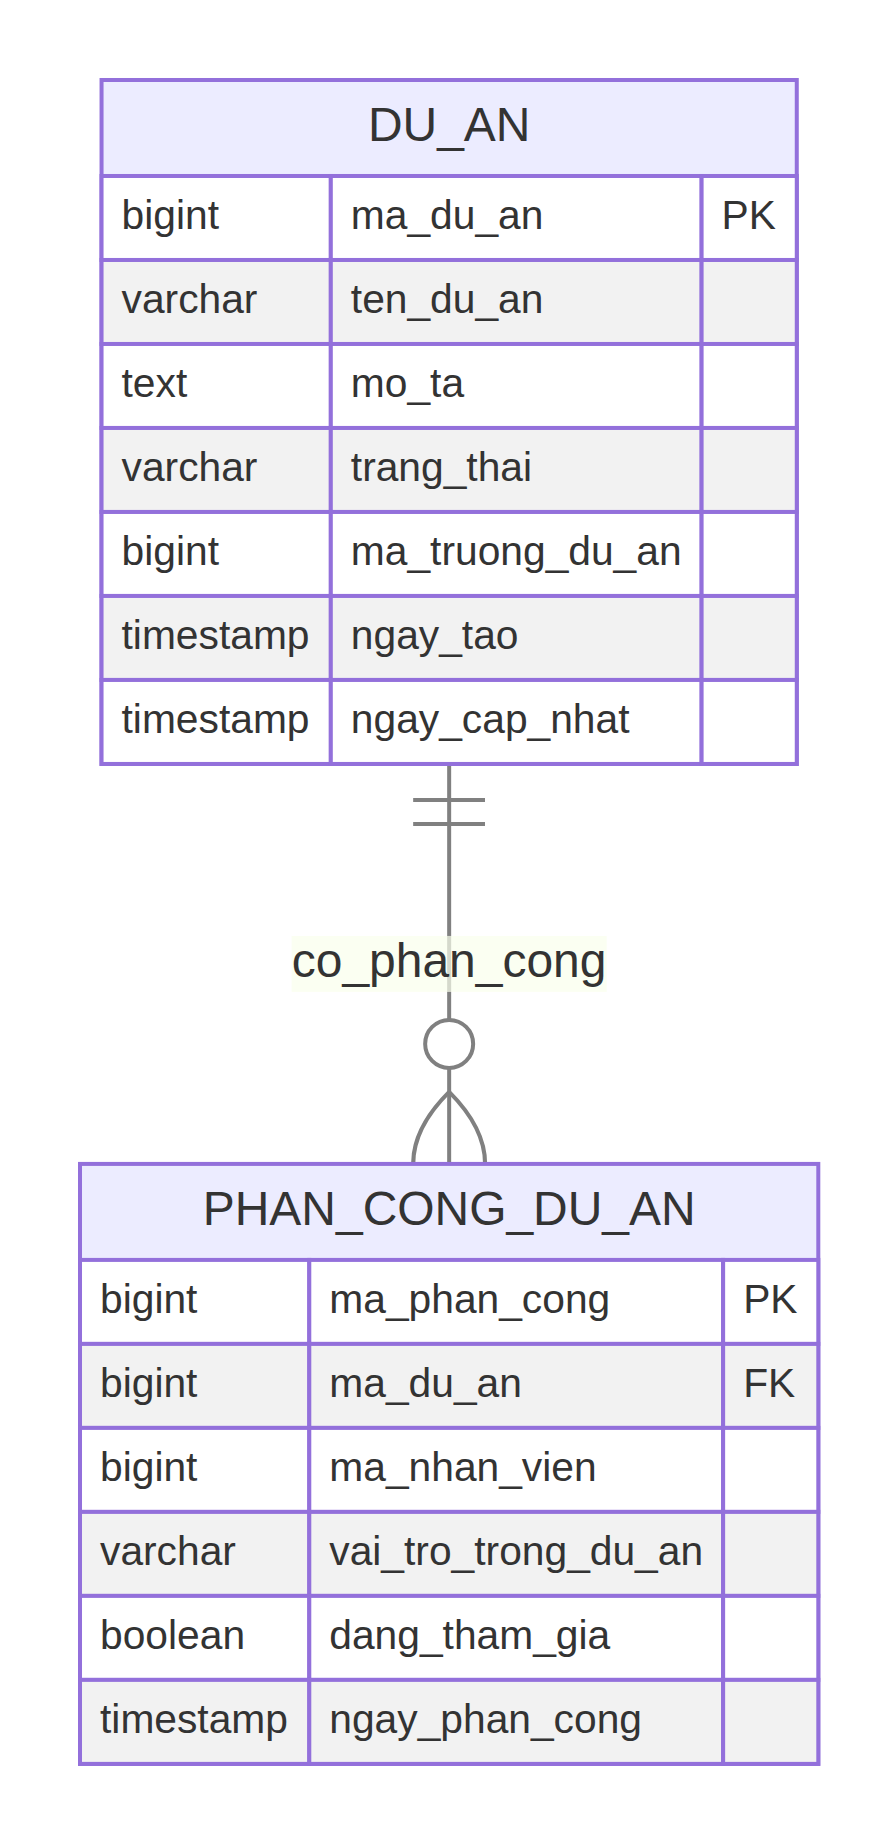 DU_AN
bigint ma_du_an PK
varchar ten_du_an
text mo_ta
varchar trang_thai
bigint ma_truong_du_an
timestamp ngay_tao
timestamp ngay_cap_nhat
co_phan_cong
PHAN_CONG_DU_AN
bigint ma_phan_cong PK
bigint ma_du_an FK
bigint ma_nhan_vien
varchar vai_tro_trong_du_an
boolean dang_tham_gia
timestamp ngay_phan_cong